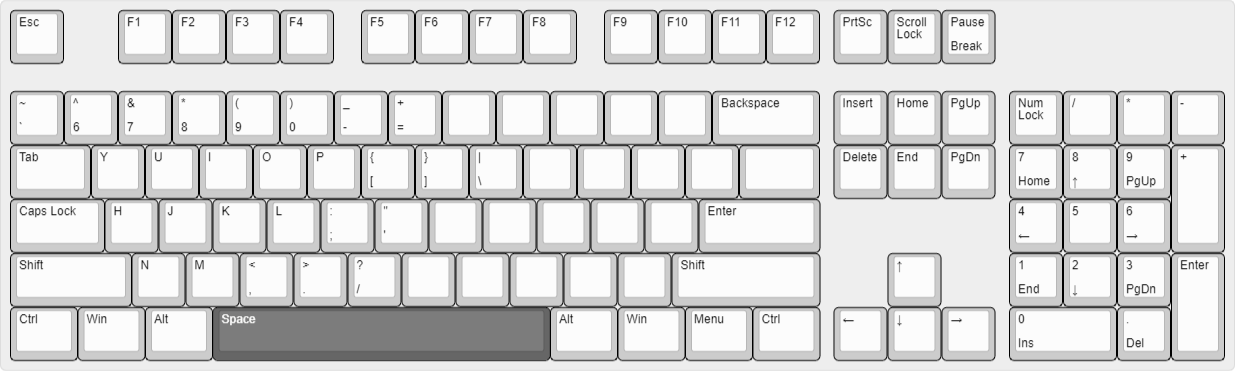 Esc F1 F2 F3 F4 F5 F6 F7 F8 F9 F10 F11 F12 PrtSc Scroll Lock Pause Break
~ ` ^ 6 & 7 * 8 ( 9 ) 0 _ - + = Backspace Insert Home PgUp Num Lock / * -
Tab Y U I O P { [ } ] | \ Delete End PgDn 7 Home 8 ↑ 9 PgUp +
Caps Lock H J K L : ; " ' Enter 4 ← 5 6 →
Shift N M < , > . ? / Shift ↑ 1 End 2 ↓ 3 PgDn Enter
Ctrl Win Alt Space Alt Win Menu Ctrl ← ↓ → 0 Ins . Del